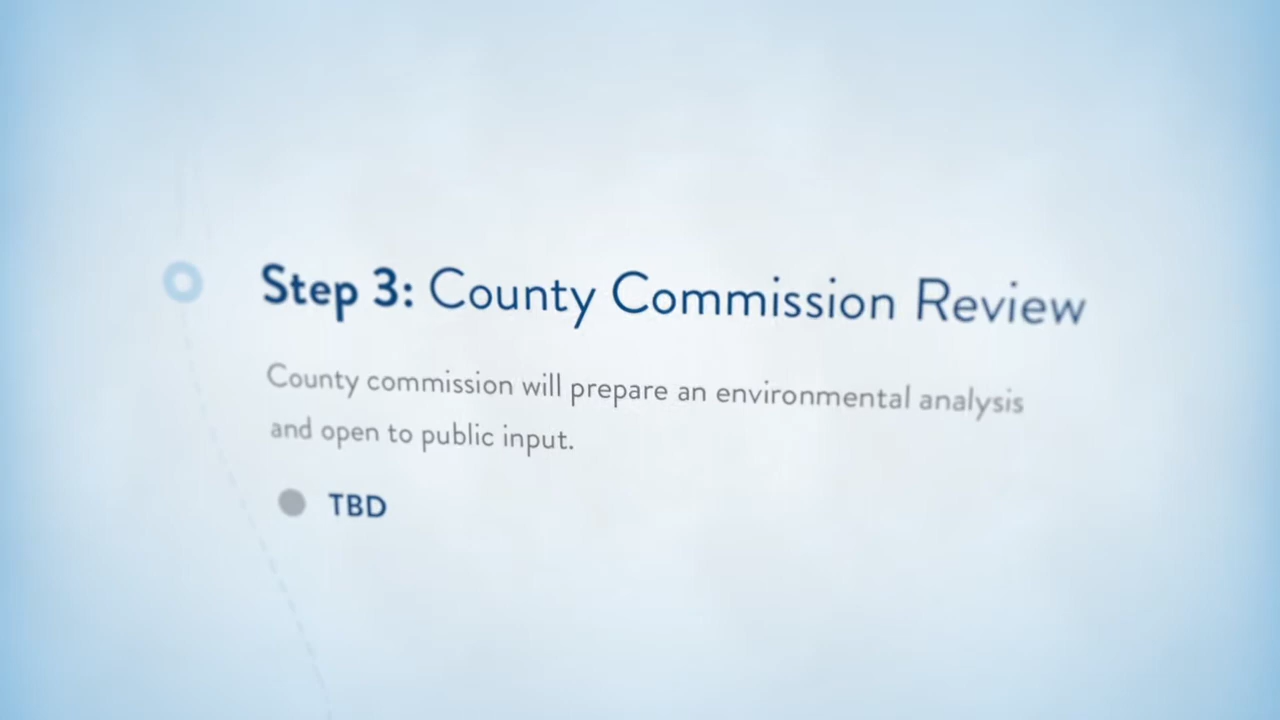 Step 3: County Commission Review
County commission will prepare an environmental analysis
and open to public input.
TBD